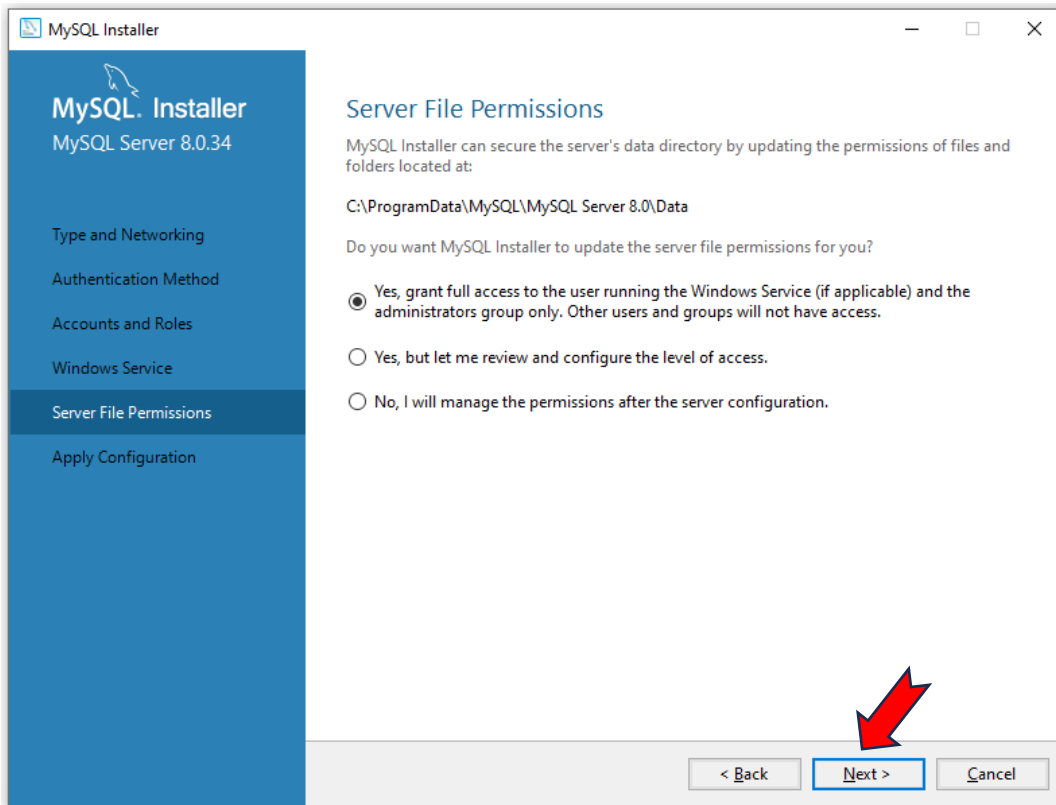 MySQL Installer
MySQL. Installer
MySQL Server 8.0.34
Type and Networking
Authentication Method
Accounts and Roles
Windows Service
Server File Permissions
Apply Configuration
Server File Permissions
MySQL Installer can secure the server's data directory by updating the permissions of files and
folders located at:
C:\ProgramData\MySQL\MySQL Server 8.0\Data
Do you want MySQL Installer to update the server file permissions for you?
Yes, grant full access to the user running the Windows Service (if applicable) and the
administrators group only. Other users and groups will not have access.
Yes, but let me review and configure the level of access.
No, I will manage the permissions after the server configuration.
< Back
Next >
Cancel